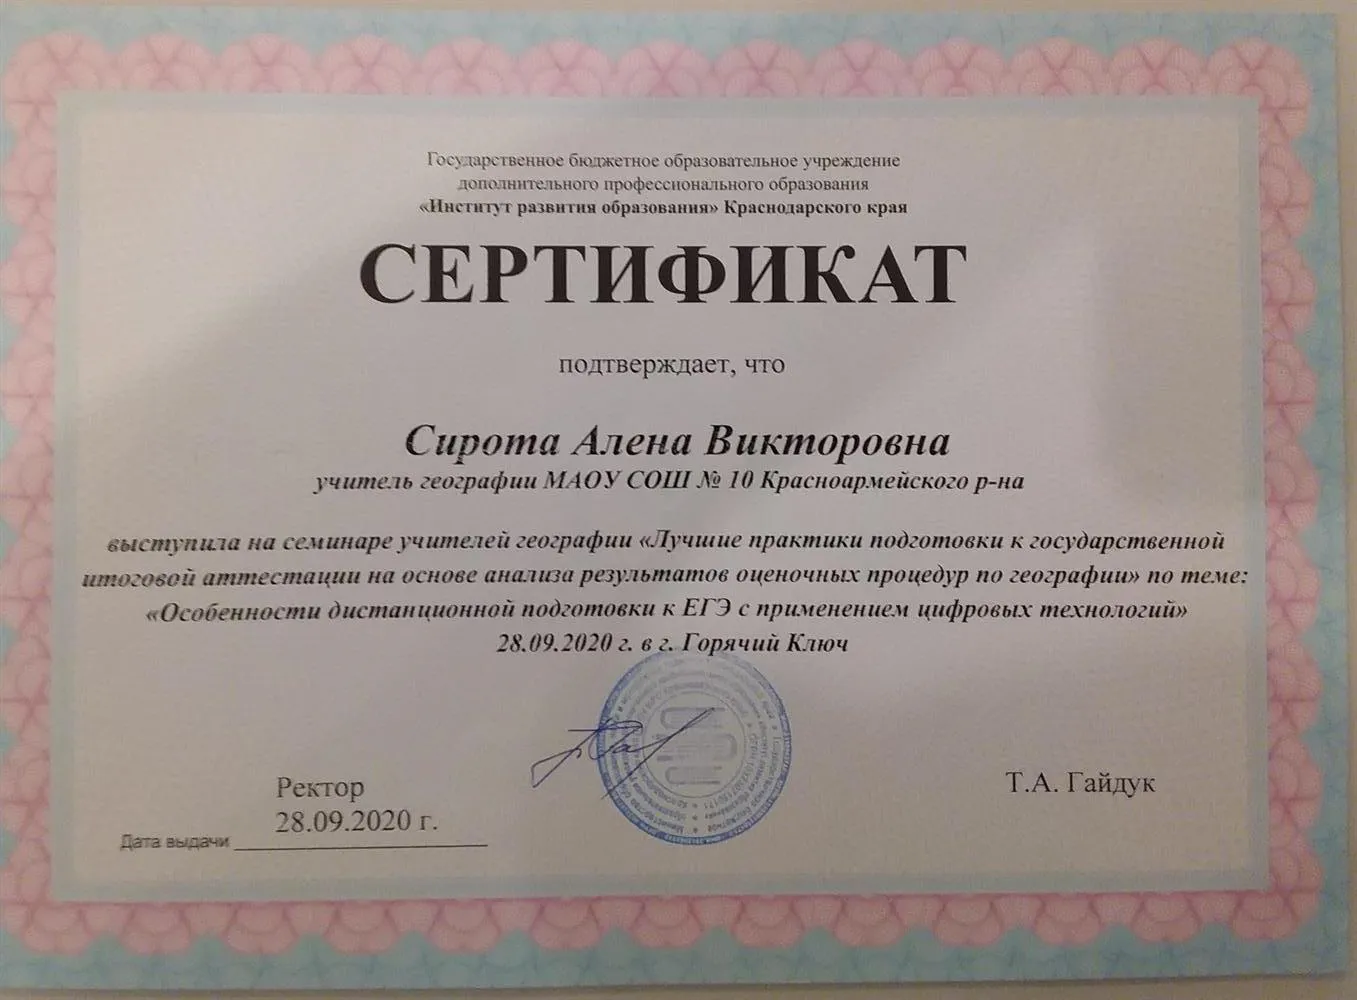 Государственное бюджетное образовательное учреждение
дополнительного профессионального образования
«Институт развития образования» Краснодарского края
СЕРТИФИКАТ
подтверждает, что
Сирота Алена Викторовна
учитель географии МАОУ СОШ № 10 Красноармейского р-на
выступила на семинаре учителей географии «Лучшие практики подготовки к государственной
итоговой аттестации на основе анализа результатов оценочных процедур по географии» по теме:
«Особенности дистанционной подготовки к ЕГЭ с применением цифровых технологий»
28.09.2020 г. в г. Горячий Ключ
Ректор
Т.А. Гайдук
28.09.2020 г.
Дата выдачи